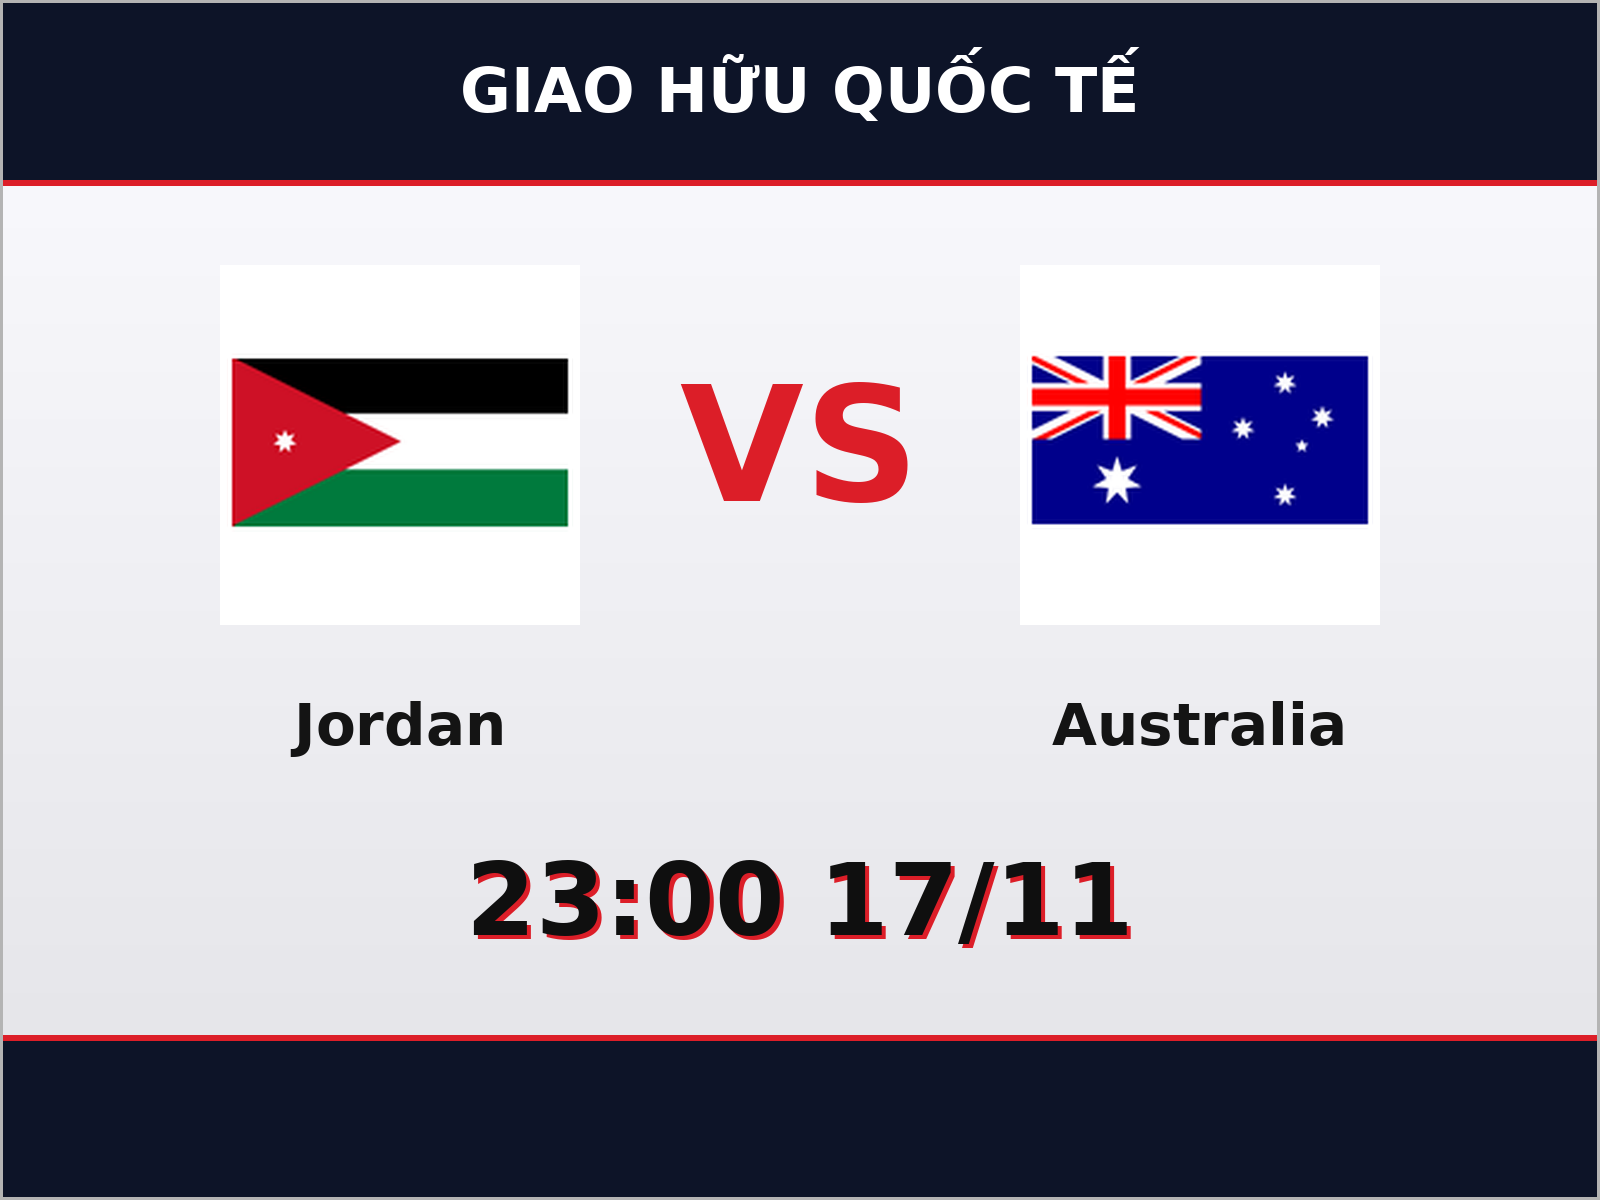 GIAO HỮU QUỐC TẾ
VS
Jordan
Australia
23:00 17/11